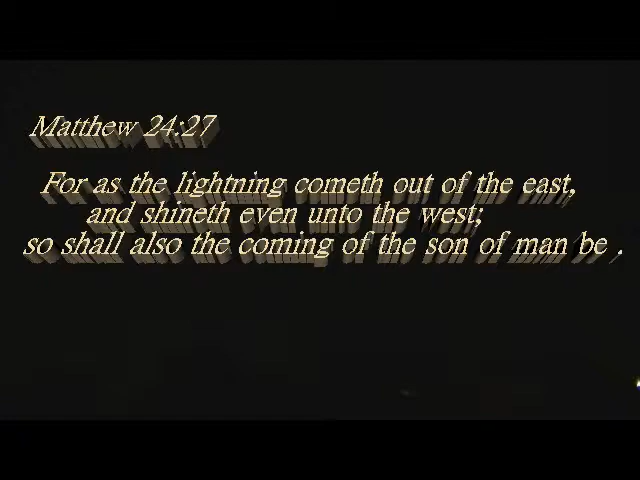 Matthew 24:27
For as the lightning cometh out of the east,
and shineth even unto the west;
so shall also the coming of the son of man be .